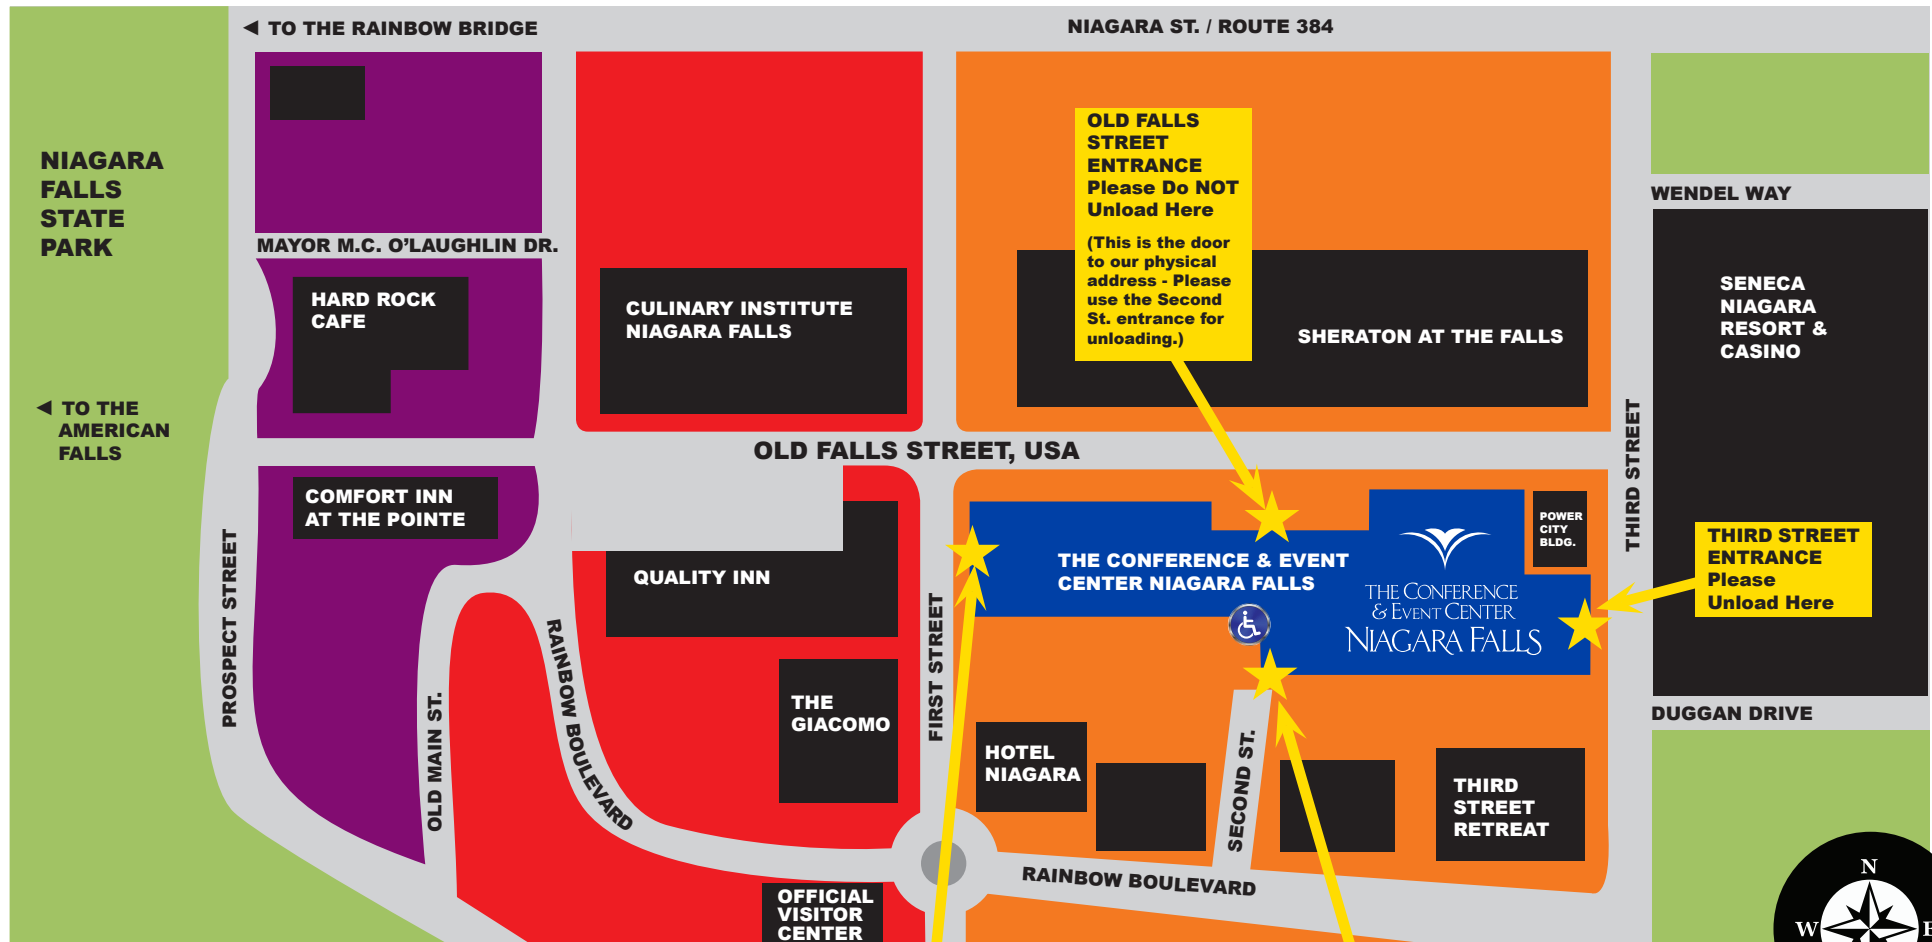 ◄ TO THE RAINBOW BRIDGE
NIAGARA ST. / ROUTE 384
NIAGARA
FALLS
STATE
PARK
◄ TO THE
AMERICAN
FALLS
MAYOR M.C. O'LAUGHLIN DR.
HARD ROCK
CAFE
CULINARY INSTITUTE
NIAGARA FALLS
OLD FALLS
STREET
ENTRANCE
Please Do NOT
Unload Here
(This is the door
to our physical
address - Please
use the Second
St. entrance for
unloading.)
SHERATON AT THE FALLS
WENDEL WAY
SENECA
NIAGARA
RESORT &
CASINO
THIRD STREET
OLD FALLS STREET, USA
COMFORT INN
AT THE POINTE
QUALITY INN
THE CONFERENCE & EVENT
CENTER NIAGARA FALLS
THE CONFERENCE
& EVENT CENTER
NIAGARA FALLS
POWER
CITY
BLDG.
THIRD STREET
ENTRANCE
Please
Unload Here
PROSPECT STREET
OLD MAIN ST.
RAINBOW BOULEVARD
THE
GIACOMO
FIRST STREET
HOTEL
NIAGARA
SECOND ST.
THIRD
STREET
RETREAT
DUGGAN DRIVE
RAINBOW BOULEVARD
OFFICIAL
VISITOR
CENTER
N
W
E